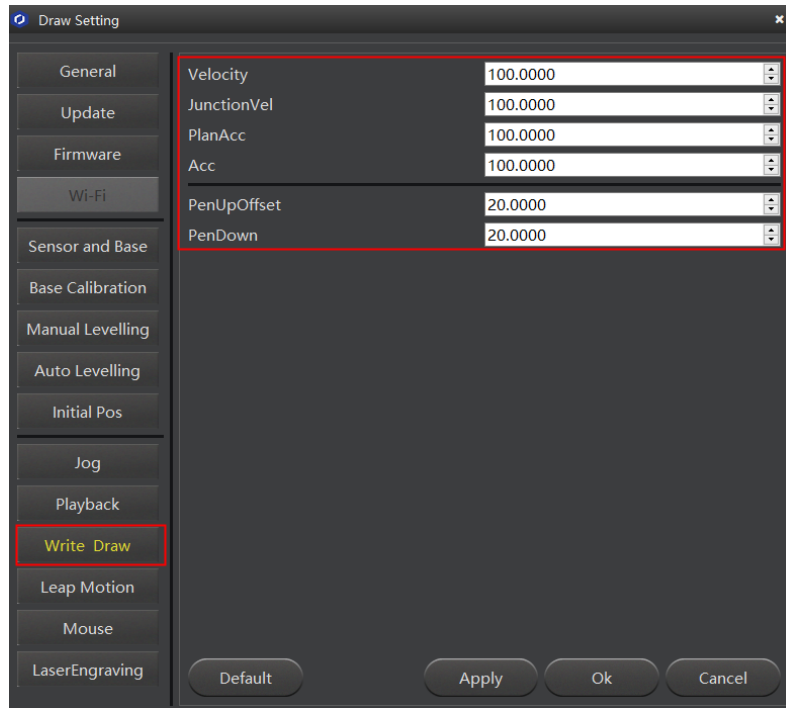 Draw Setting
General
Update
Firmware
Wi-Fi
Sensor and Base
Base Calibration
Manual Levelling
Auto Levelling
Initial Pos
Jog
Playback
Write Draw
Leap Motion
Mouse
LaserEngraving
Velocity 100.0000
JunctionVel 100.0000
PlanAcc 100.0000
Acc 100.0000
PenUpOffset 20.0000
PenDown 20.0000
Default Apply Ok Cancel